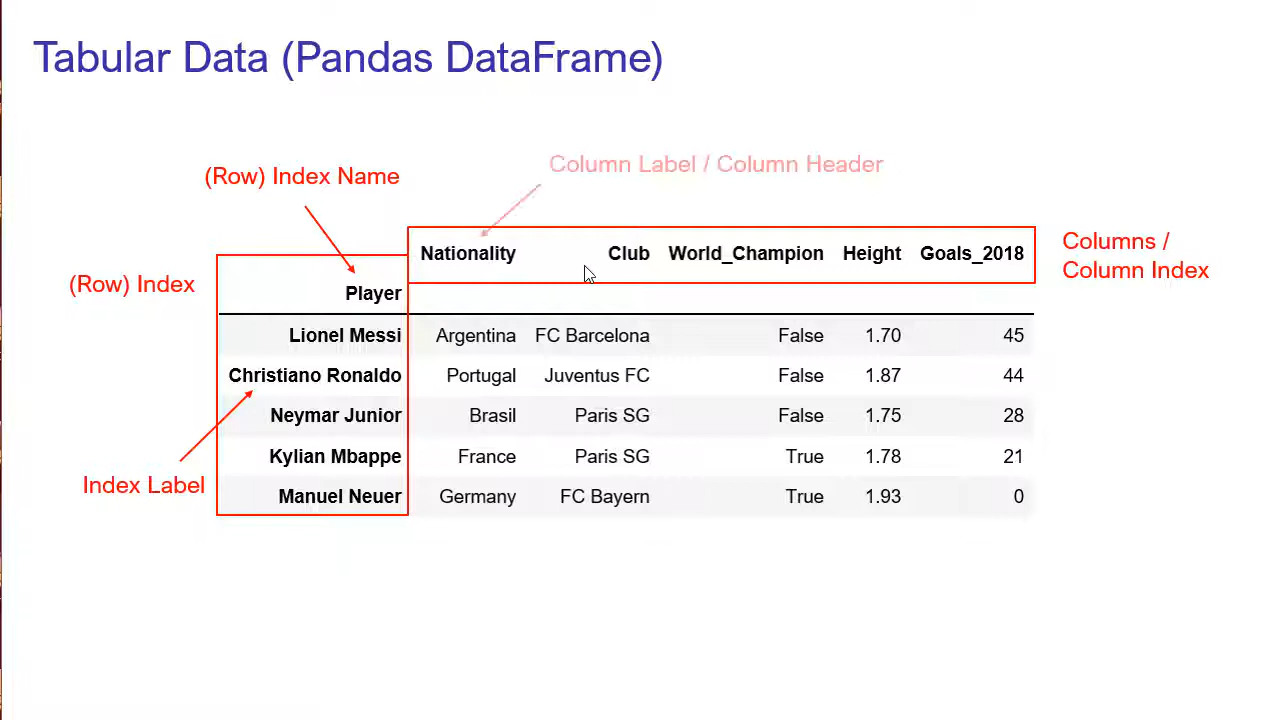 Tabular Data (Pandas DataFrame)
Column Label / Column Header
(Row) Index Name
Columns /
Column Index
(Row) Index
Nationality Club World_Champion Height Goals_2018
Player
Lionel Messi Argentina FC Barcelona False 1.70 45
Christiano Ronaldo Portugal Juventus FC False 1.87 44
Neymar Junior Brasil Paris SG False 1.75 28
Kylian Mbappe France Paris SG True 1.78 21
Manuel Neuer Germany FC Bayern True 1.93 0
Index Label